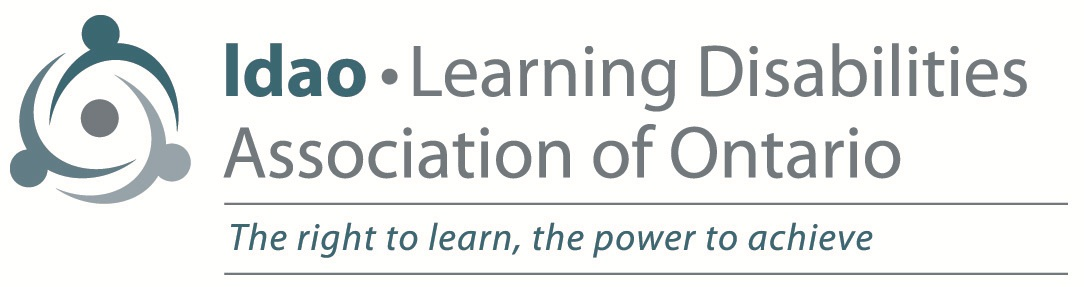 ldao • Learning Disabilities
Association of Ontario
The right to learn, the power to achieve